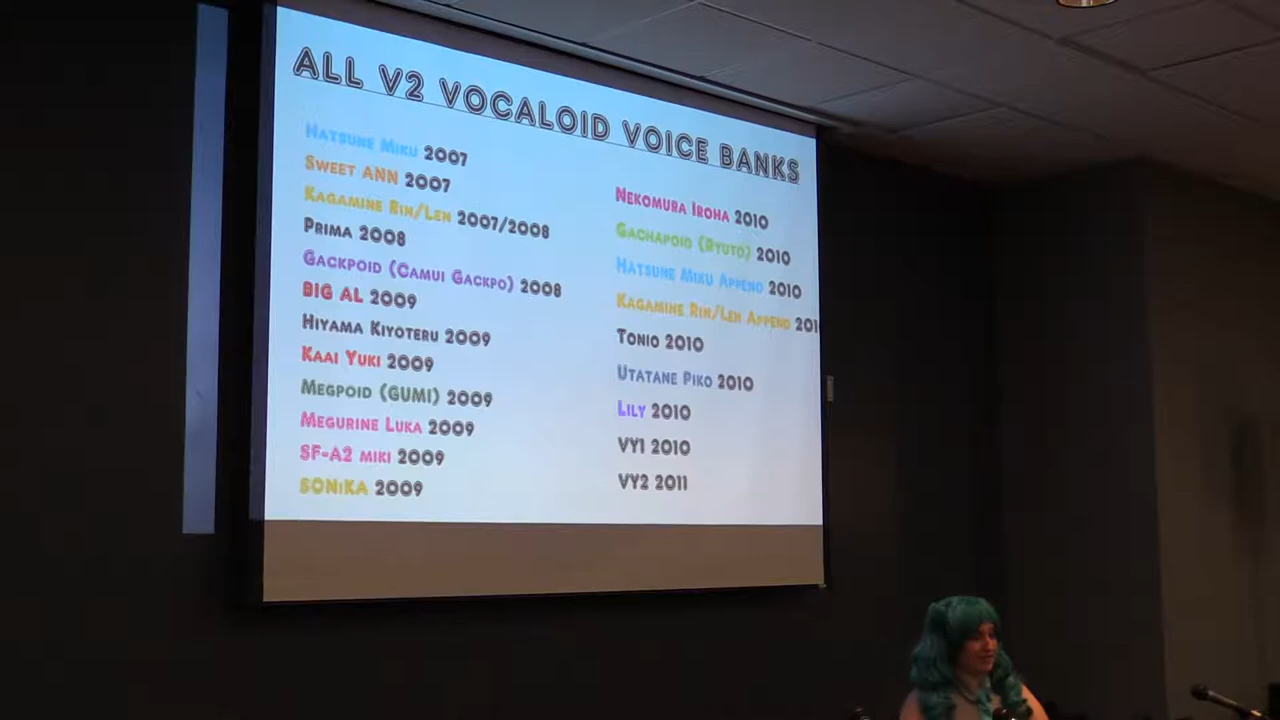 ALL V2 VOCALOID VOICE BANKS
HATSUNE MIKU 2007
SWEET ANN 2007
KAGAMINE RIN/LEN 2007/2008
PRIMA 2008
GACKPOID (CAMUI GACKPO) 2008
BIG AL 2009
HIYAMA KIYOTERU 2009
KAAI YUKI 2009
MEGPOID (GUMI) 2009
MEGURINE LUKA 2009
SF-A2 MIKI 2009
SONiKA 2009
NEKOMURA IROHA 2010
GACHAPOID (RYUTO) 2010
HATSUNE MIKU APPEND 2010
KAGAMINE RIN/LEN APPEND 201
TONIO 2010
UTATANE PIKO 2010
LILY 2010
VY1 2010
VY2 2011